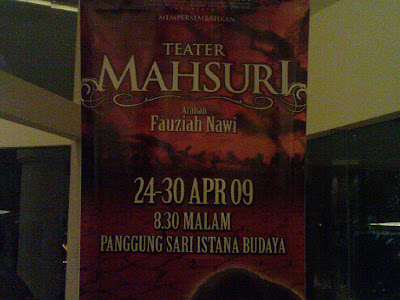 MEMPERSEMBAHKAN
TEATER
MAHSURI
Arahan
Fauziah Nawi
24-30 APR 09
8.30 MALAM
PANGGUNG SARI ISTANA BUDAYA